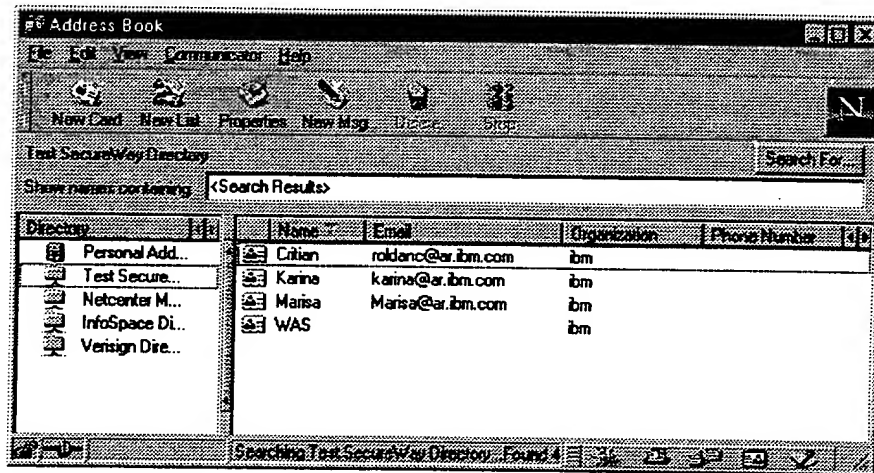 Address Book
File Edit View Communicator Help
New Card New List Properties New Msg Delete Stop
N
Test SecureWay Directory
Search For...
Show names containing <Search Results>
Directory Name Email Organization Phone Number
Personal Add...
Test Secure...
Netcenter M...
InfoSpace Di...
Verisign Dire...
Critian roldanc@ar.ibm.com ibm
Karina karina@ar.ibm.com ibm
Marisa Marisa@ar.ibm.com ibm
WAS ibm
Searching Test SecureWay Directory...Found 4